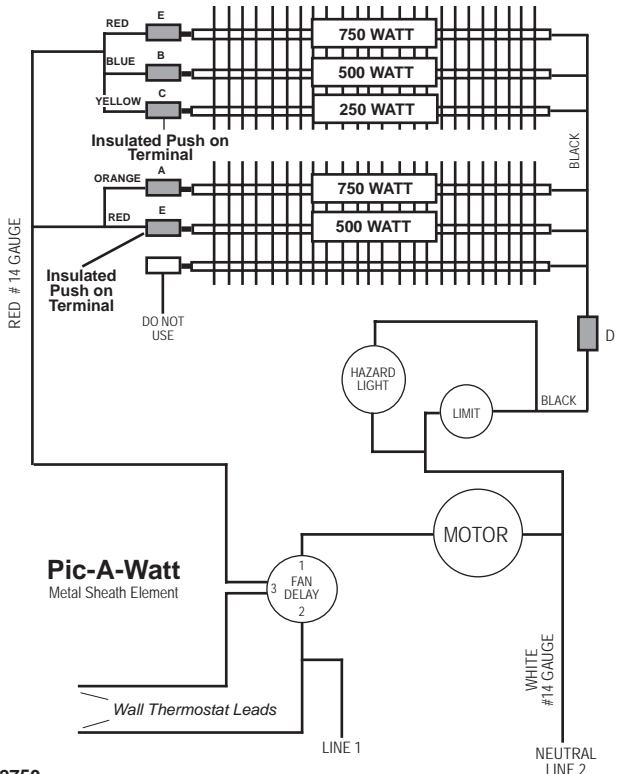 RED E
750 WATT
BLUE B
500 WATT
YELLOW C
250 WATT
Insulated Push on
Terminal
BLACK
ORANGE A
750 WATT
RED E
500 WATT
Insulated
Push on
Terminal
RED # 14 GAUGE
DO NOT
USE
D
HAZARD
LIGHT
LIMIT
BLACK
MOTOR
Pic-A-Watt
Metal Sheath Element
1
FAN
3 DELAY
2
Wall Thermostat Leads
LINE 1
WHITE
#14 GAUGE
NEUTRAL
LINE 2